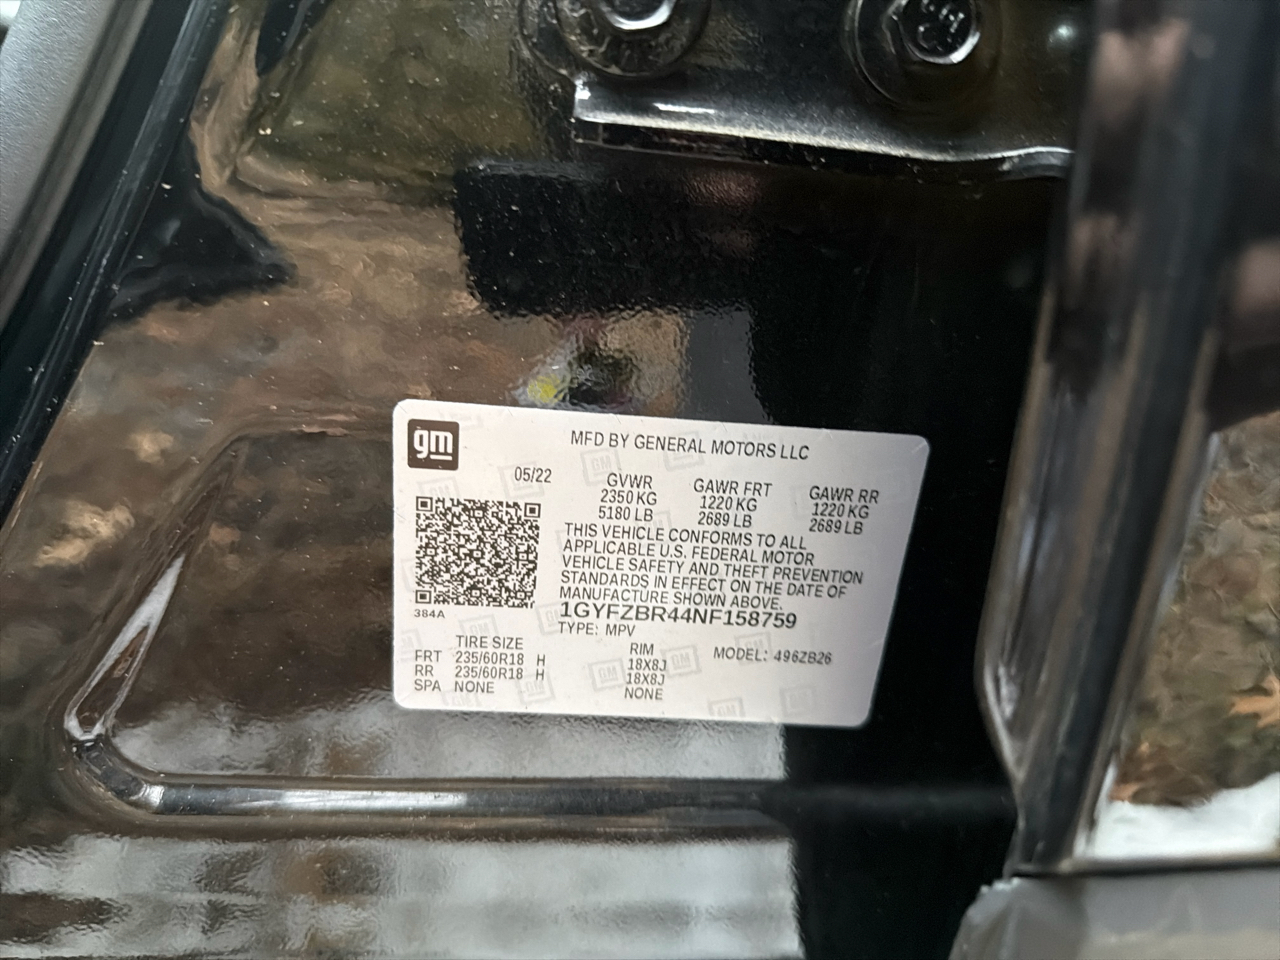 gm
MFD BY GENERAL MOTORS LLC
05/22
GVWR GAWR FRT GAWR RR
2350 KG 1220 KG 1220 KG
5180 LB 2689 LB 2689 LB
THIS VEHICLE CONFORMS TO ALL
APPLICABLE U.S. FEDERAL MOTOR
VEHICLE SAFETY AND THEFT PREVENTION
STANDARDS IN EFFECT ON THE DATE OF
MANUFACTURE SHOWN ABOVE.
384A
1GYFZBR44NF158759
TYPE: MPV
TIRE SIZE RIM MODEL: 496ZB26
FRT 235/60R18 H 18X8J
RR 235/60R18 H 18X8J
SPA NONE NONE